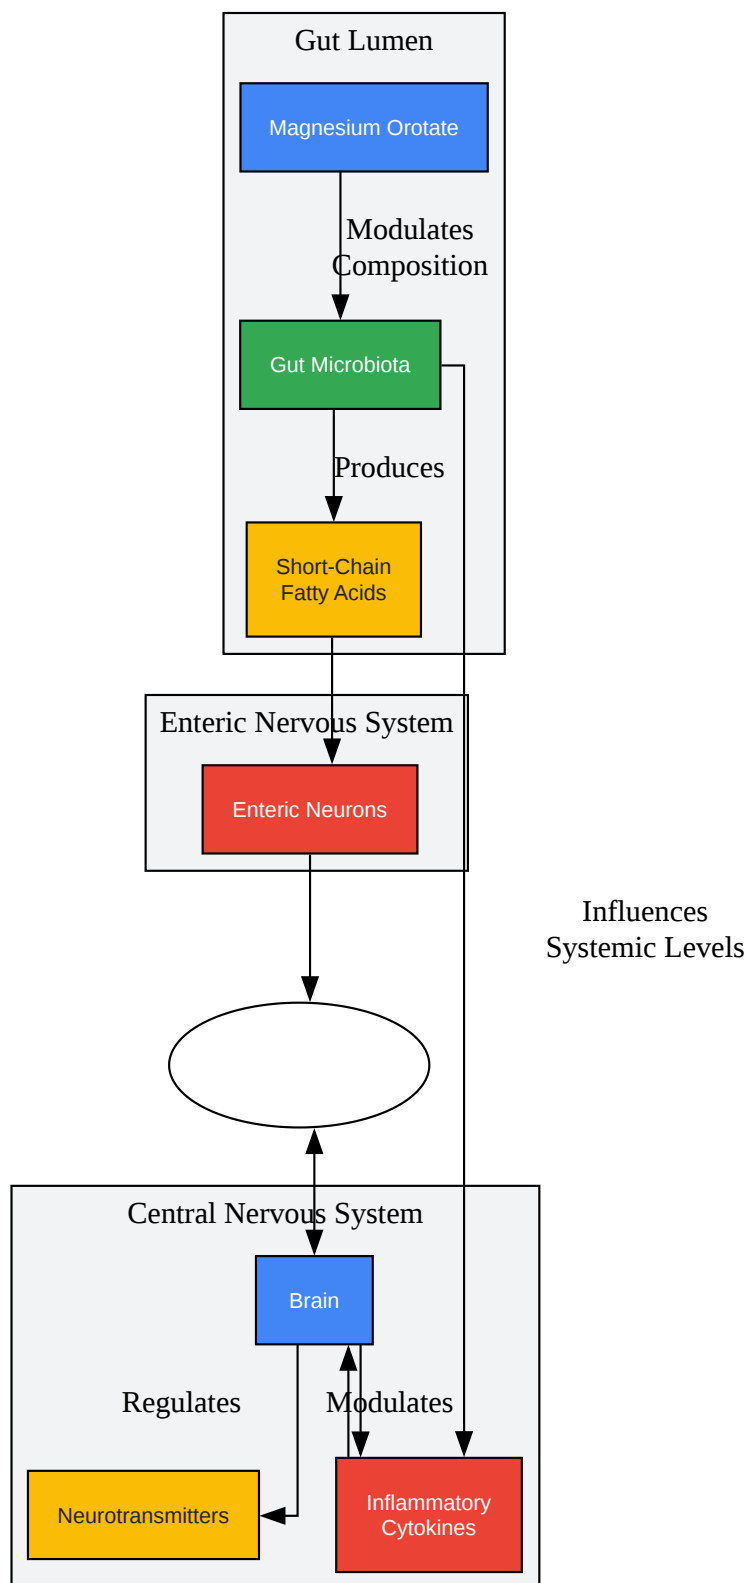 Gut Lumen
Magnesium Orotate
Modulates
Composition
Gut Microbiota
Produces
Short-Chain
Fatty Acids
Enteric Nervous System
Enteric Neurons
Influences
Systemic Levels
Central Nervous System
Brain
Regulates
Modulates
Neurotransmitters
Inflammatory
Cytokines